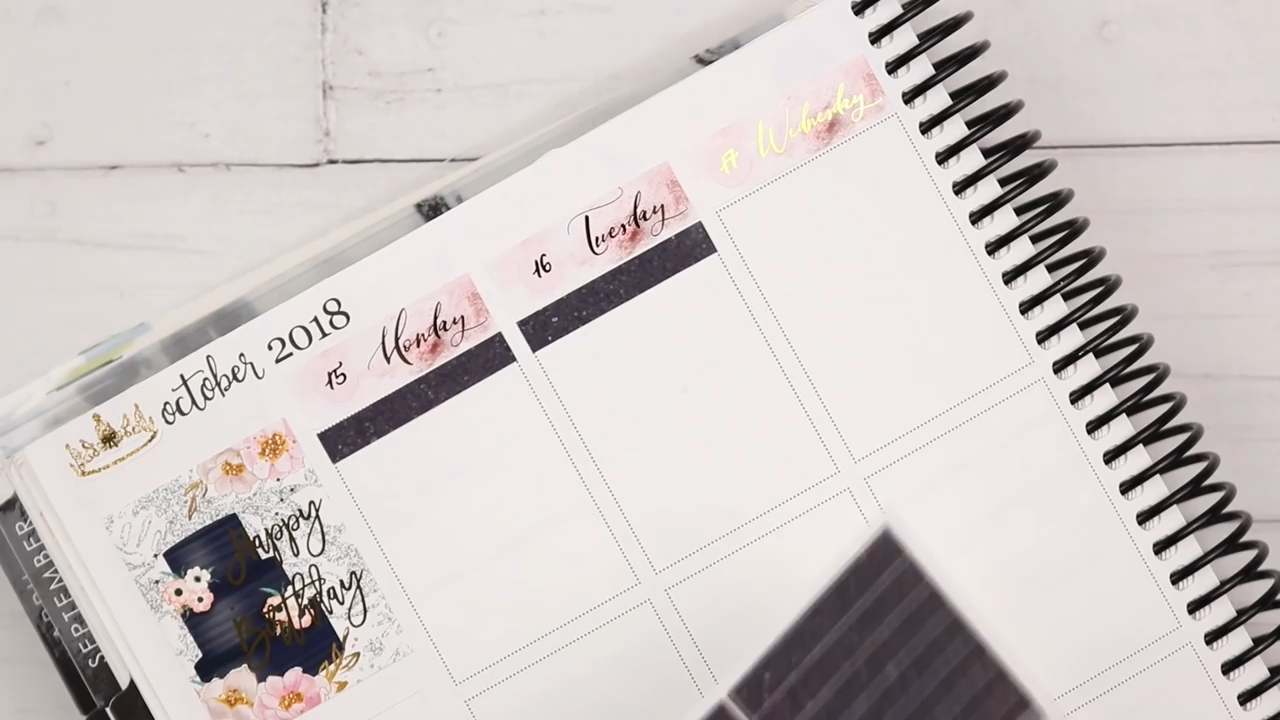 october 2018
15 Monday
16 Tuesday
17 Wednesday
Happy
Birthday
SEPTEMBER